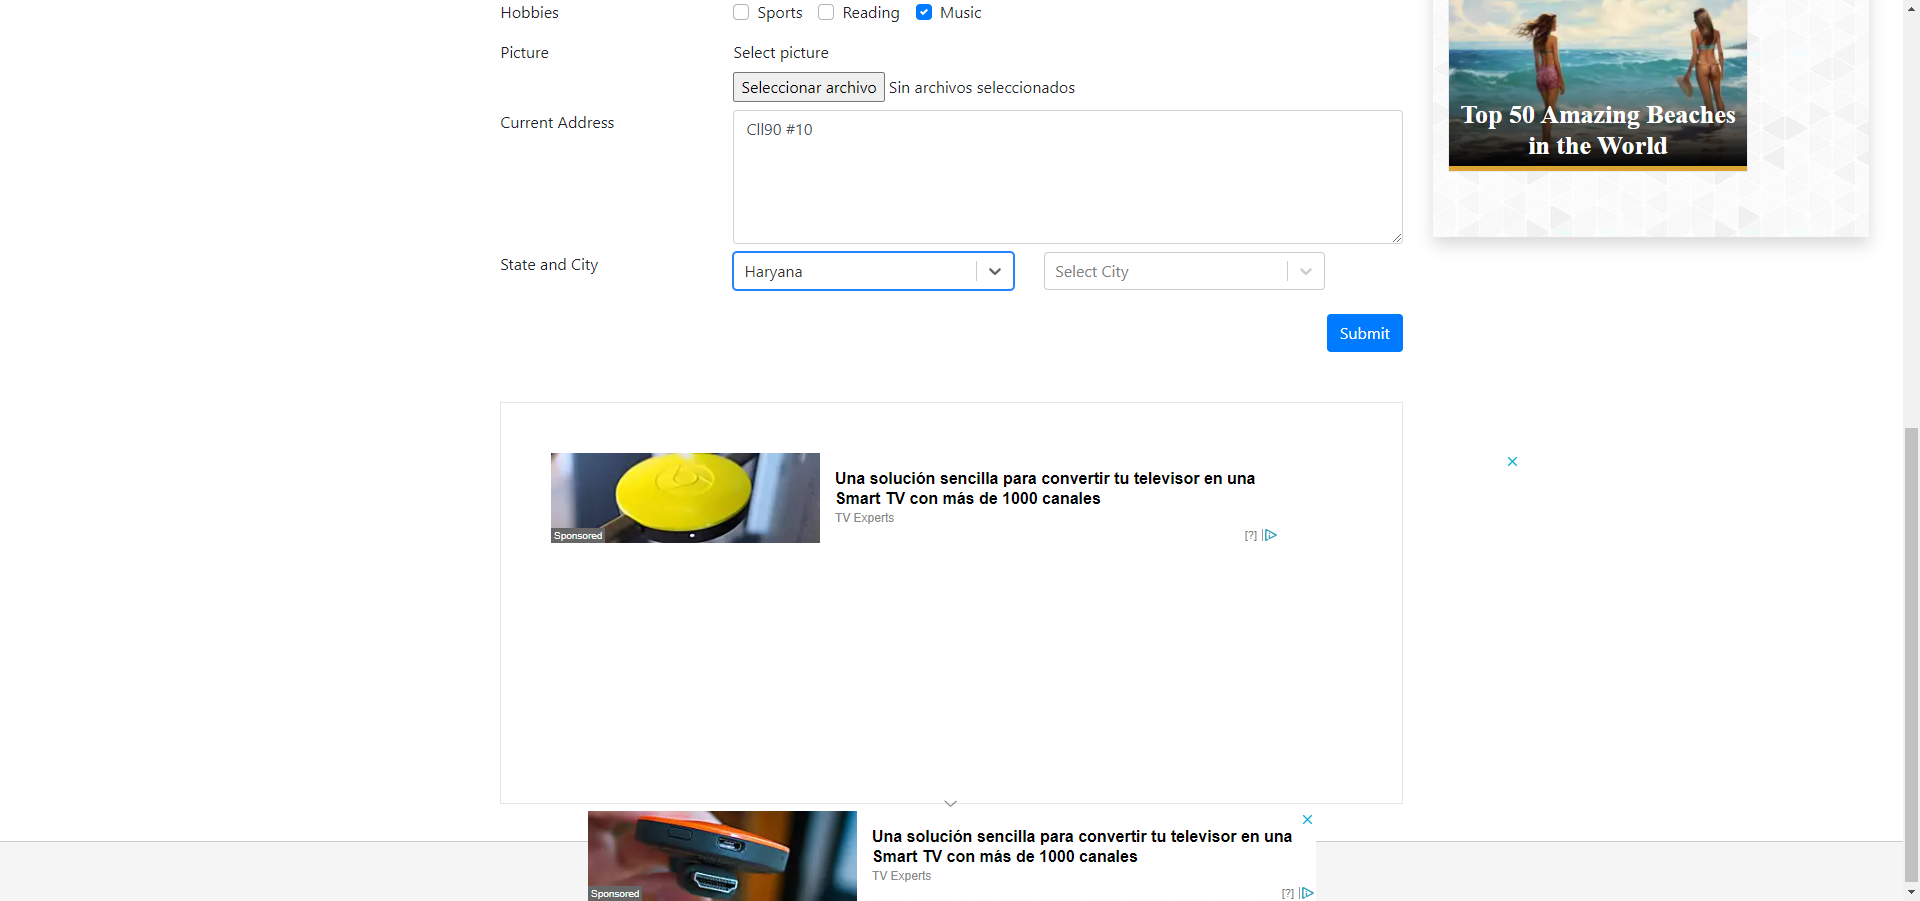 Hobbies
Sports
Reading
Music
Picture
Select picture
Seleccionar archivo
Sin archivos seleccionados
Current Address
Cll90 #10
State and City
Haryana
Select City
Submit
Top 50 Amazing Beaches
in the World
Una solución sencilla para convertir tu televisor en una
Smart TV con más de 1000 canales
TV Experts
Sponsored
[?]
Una solución sencilla para convertir tu televisor en una
Smart TV con más de 1000 canales
TV Experts
Sponsored
[?]